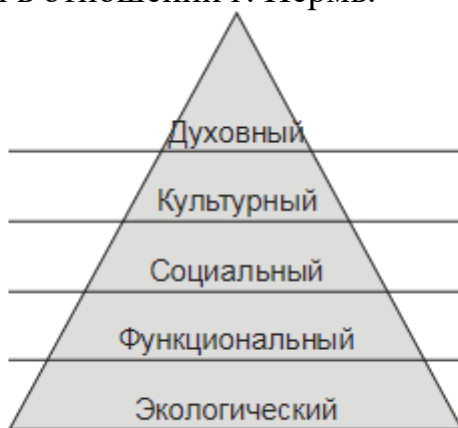 в отношении г. Пермь.
Духовный
Культурный
Социальный
Функциональный
Экологический